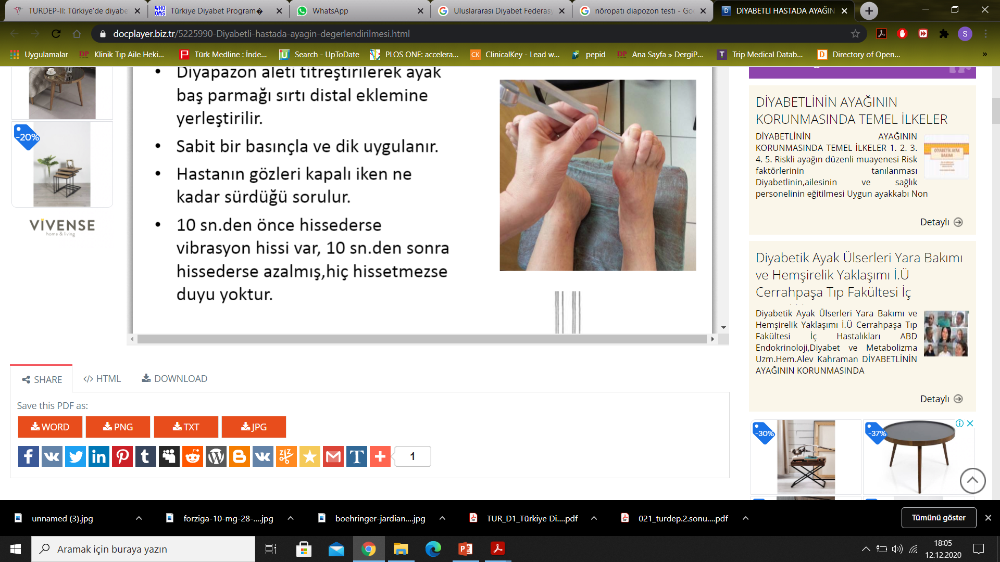 TURDEP-II: Türkiye'de diyabe
Türkiye Diyabet Program�
WhatsApp
Uluslararası Diyabet Federasy
nöropatı diapozon testı - Goo
DİYABETLİ HASTADA AYAĞIN
docplayer.biz.tr/5225990-Diyabetli-hastada-ayagin-degerlendirilmesi.html
S
Uygulamalar
Klinik Tıp Aile Heki...
Türk Medline : İnde...
Search - UpToDate
PLOS ONE: accelera...
ClinicalKey - Lead w...
pepid
Ana Sayfa » DergiP...
Trip Medical Datab...
Directory of Open...
»
-20%
VIVENSE
home & living
• Diyapazon aleti titreştirilerek ayak
baş parmağı sırtı distal eklemine
yerleştirilir.
• Sabit bir basınçla ve dik uygulanır.
• Hastanın gözleri kapalı iken ne
kadar sürdüğü sorulur.
• 10 sn.den önce hissederse
vibrasyon hissi var, 10 sn.den sonra
hissederse azalmış,hiç hissetmezse
duyu yoktur.
DİYABETLİNİN AYAĞININ
KORUNMASINDA TEMEL İLKELER
DİYABETLİNİN AYAĞININ
KORUNMASINDA TEMEL İLKELER 1. 2. 3.
4. 5. Riskli ayağın düzenli muayenesi Risk
faktörlerinin tanılanması
Diyabetlinin,ailesinin ve sağlık
personelinin eğitilmesi Uygun ayakkabı Non
DİYABETİK AYAK
BAKIMI
Detaylı
Diyabetik Ayak Ülserleri Yara Bakımı
ve Hemşirelik Yaklaşımı İ.Ü
Cerrahpaşa Tıp Fakültesi İç
Diyabetik Ayak Ülserleri Yara Bakımı ve
Hemşirelik Yaklaşımı İ.Ü Cerrahpaşa Tıp
Fakültesi İç Hastalıkları ABD
Endokrinoloji,Diyabet ve Metabolizma
Uzm.Hem.Alev Kahraman DİYABETLİNİN
AYAĞININ KORUNMASINDA
Detaylı
-30%
-37%
SHARE
</> HTML
DOWNLOAD
Save this PDF as:
WORD
PNG
TXT
JPG
1
unnamed (3).jpg
forziga-10-mg-28-....jpg
boehringer-jardian....jpg
TUR_D1_Türkiye Di....pdf
021_turdep.2.sonu....pdf
Tümünü göster
Aramak için buraya yazın
18:05
12.12.2020